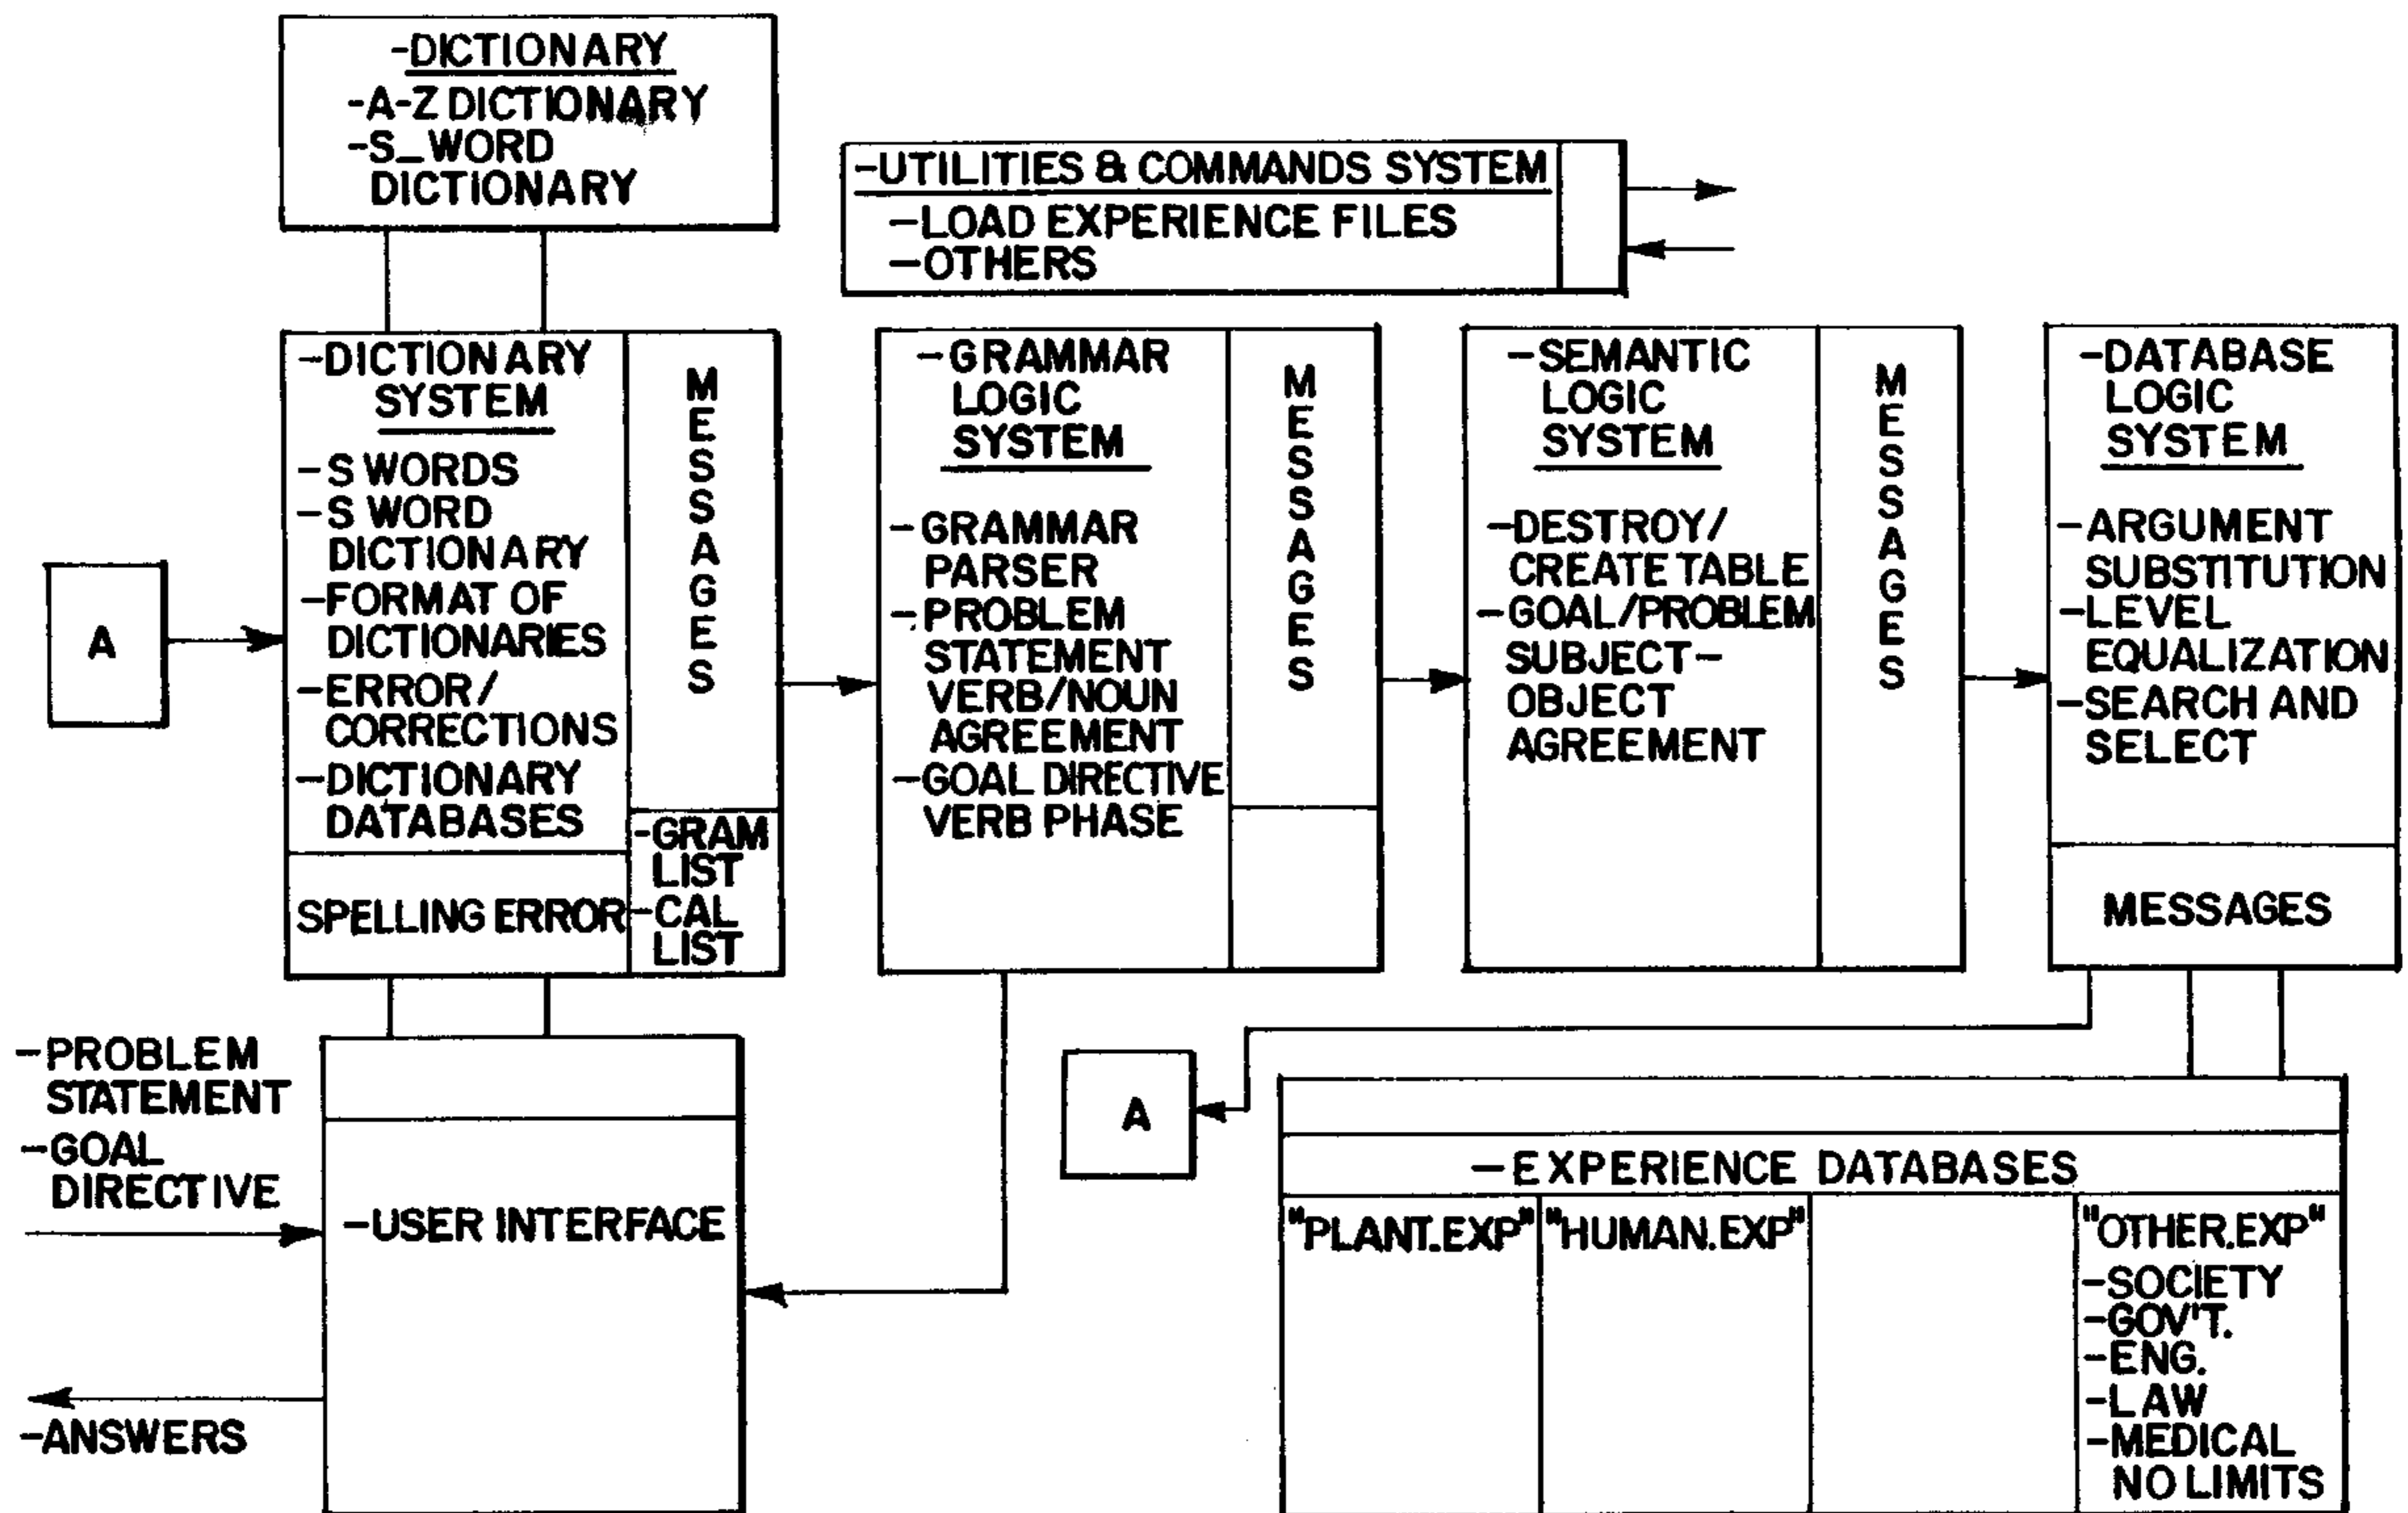 -DICTIONARY
-A-Z DICTIONARY
-S_WORD
DICTIONARY
-UTILITIES & COMMANDS SYSTEM
-LOAD EXPERIENCE FILES
-OTHERS
A
-DICTIONARY
SYSTEM
-S WORDS
-S WORD
DICTIONARY
-FORMAT OF
DICTIONARIES
-ERROR/
CORRECTIONS
-DICTIONARY
DATABASES
SPELLING ERROR
MESSAGES
-GRAM
LIST
-CAL
LIST
-GRAMMAR
LOGIC
SYSTEM
-GRAMMAR
PARSER
-PROBLEM
STATEMENT
VERB/NOUN
AGREEMENT
-GOAL DIRECTIVE
VERB PHASE
MESSAGES
-SEMANTIC
LOGIC
SYSTEM
-DESTROY/
CREATE TABLE
-GOAL/PROBLEM
SUBJECT-
OBJECT
AGREEMENT
MESSAGES
-DATABASE
LOGIC
SYSTEM
-ARGUMENT
SUBSTITUTION
-LEVEL
EQUALIZATION
-SEARCH AND
SELECT
MESSAGES
-PROBLEM
STATEMENT
-GOAL
DIRECTIVE
-ANSWERS
-USER INTERFACE
A
-EXPERIENCE DATABASES
"PLANT.EXP"
"HUMAN.EXP"
"OTHER.EXP"
-SOCIETY
-GOV'T.
-ENG.
-LAW
-MEDICAL
NO LIMITS